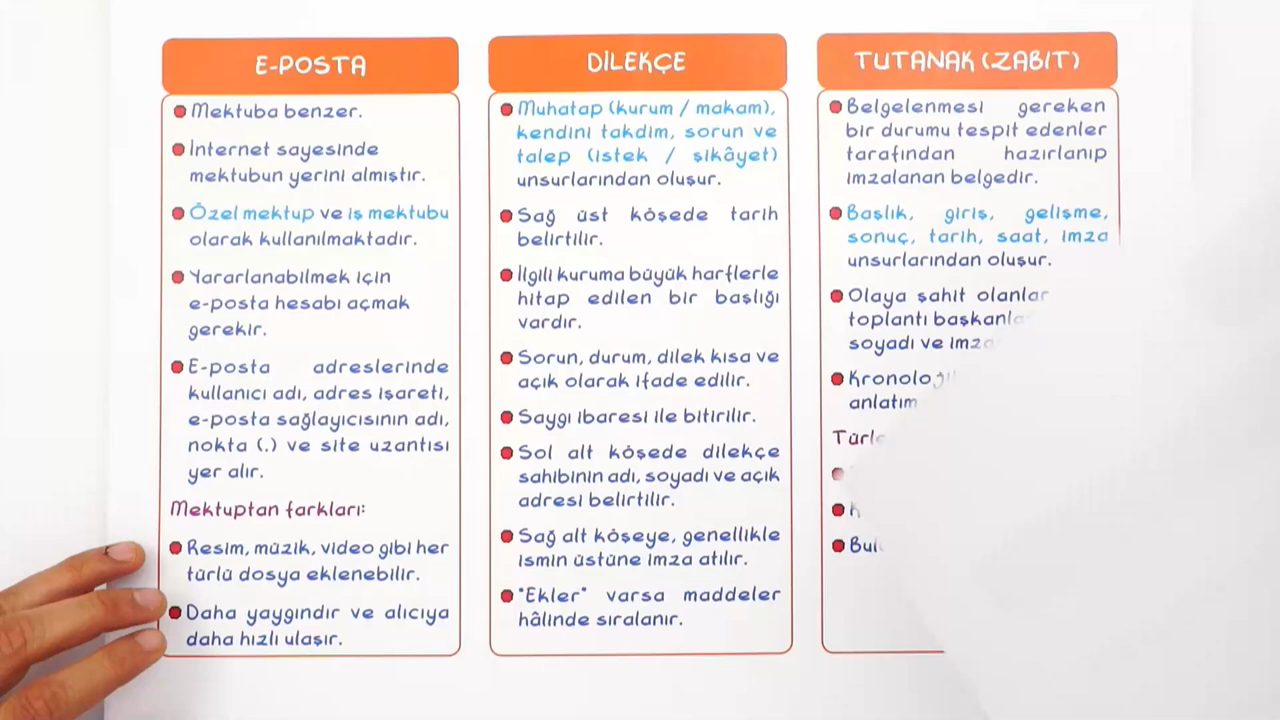 E-POSTA
Mektuba benzer.
İnternet sayesinde
mektubun yerini almıştır.
Özel mektup ve iş mektubu
olarak kullanılmaktadır.
Yararlanabilmek için
e-posta hesabı açmak
gerekir.
E-posta adreslerinde
kullanıcı adı, adres işareti,
e-posta sağlayıcısının adı,
nokta (.) ve site uzantısı
yer alır.
Mektuptan farkları:
Resim, müzik, video gibi her
türlü dosya eklenebilir.
Daha yaygındır ve alıcıya
daha hızlı ulaşır.
DİLEKÇE
Muhatap (kurum / makam),
kendini takdim, sorun ve
talep (istek / şikâyet)
unsurlarından oluşur.
Sağ üst köşede tarih
belirtilir.
İlgili kuruma büyük harflerle
hitap edilen bir başlığı
vardır.
Sorun, durum, dilek kısa ve
açık olarak ifade edilir.
Saygı ibaresi ile bitirilir.
Sol alt köşede dilekçe
sahibinin adı, soyadı ve açık
adresi belirtilir.
Sağ alt köşeye, genellikle
ismin üstüne imza atılır.
"Ekler" varsa maddeler
hâlinde sıralanır.
TUTANAK (ZABIT)
Belgelenmesi gereken
bir durumu tespit edenler
tarafından hazırlanıp
imzalanan belgedir.
Başlık, giriş, gelişme,
sonuç, tarih, saat, imza
unsurlarından oluşur.
Olaya şahit olanlar
toplantı
soyadı ve
anlatım